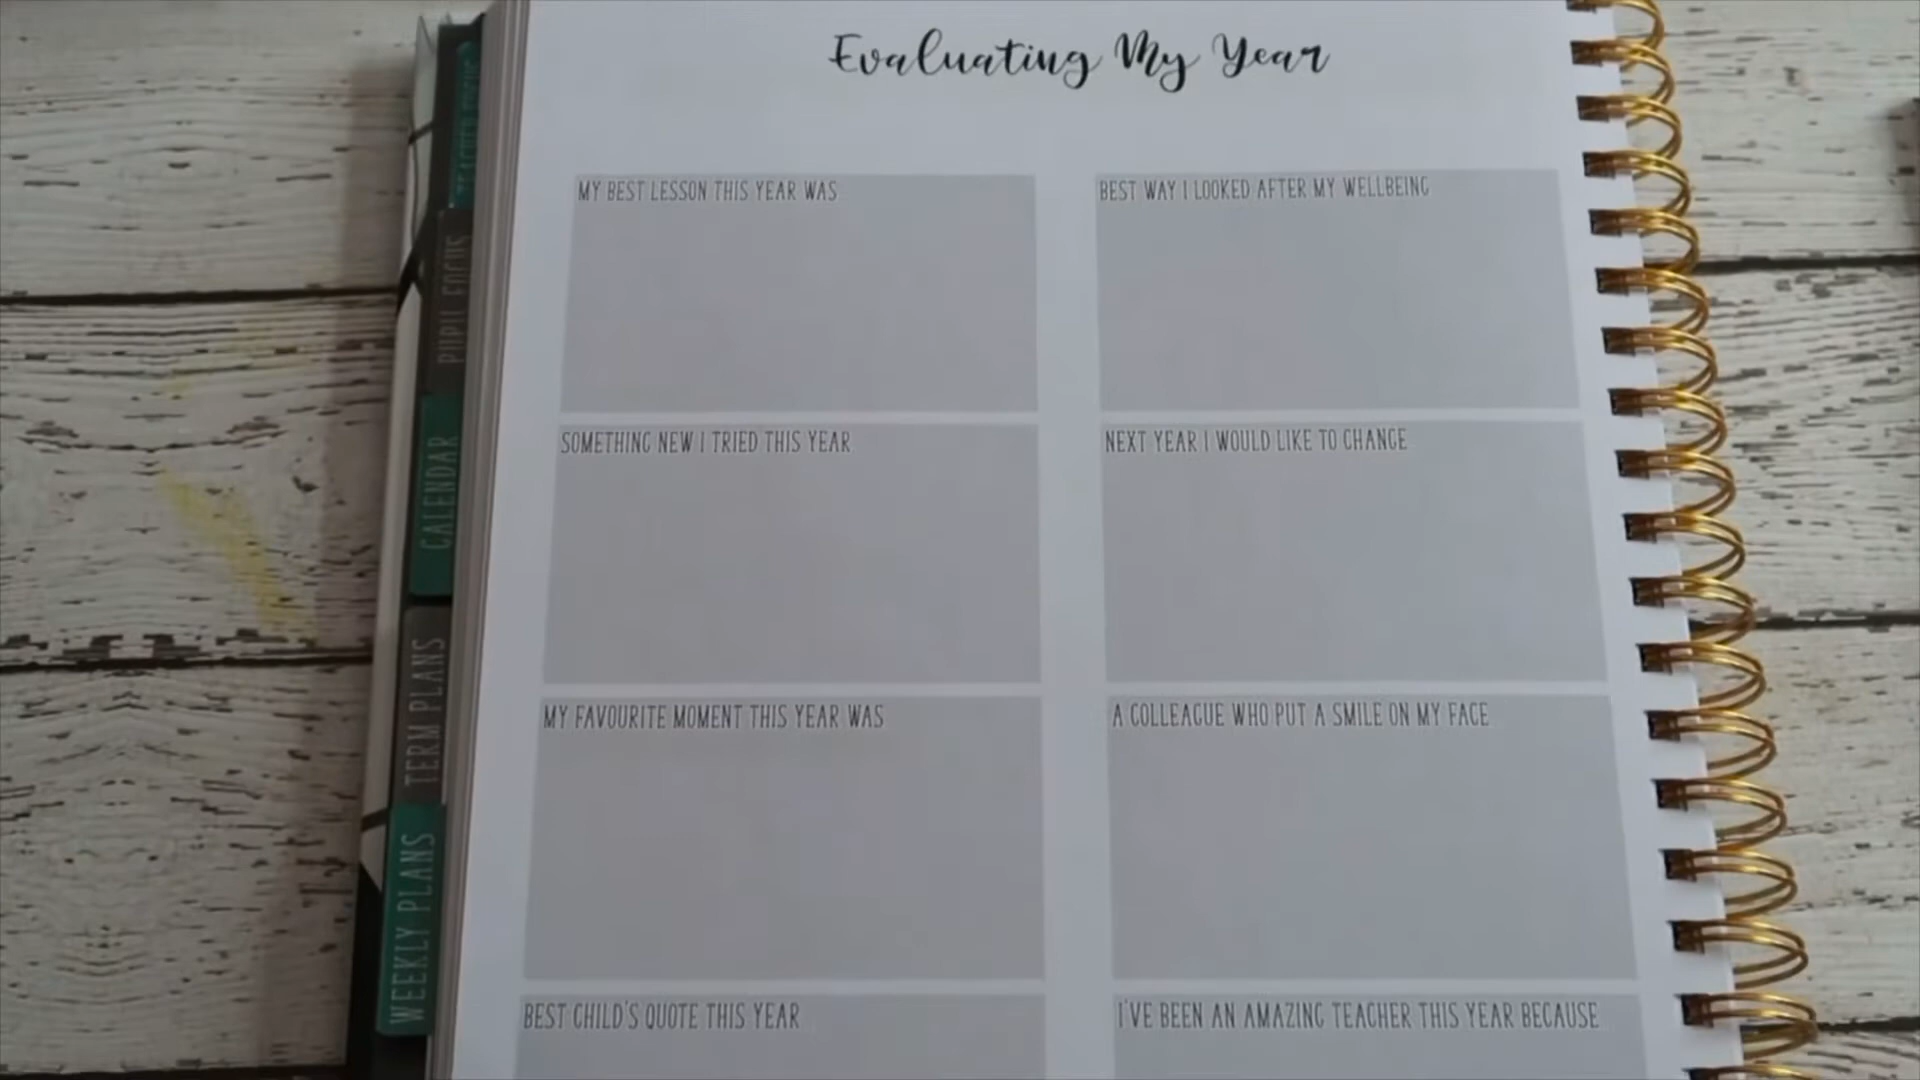 Evaluating My Year
MY BEST LESSON THIS YEAR WAS
BEST WAY I LOOKED AFTER MY WELLBEING
SOMETHING NEW I TRIED THIS YEAR
NEXT YEAR I WOULD LIKE TO CHANGE
MY FAVOURITE MOMENT THIS YEAR WAS
A COLLEAGUE WHO PUT A SMILE ON MY FACE
BEST CHILD'S QUOTE THIS YEAR
I'VE BEEN AN AMAZING TEACHER THIS YEAR BECAUSE
TEACHER FOCUS
PUPIL FOCUS
CALENDAR
TERM PLANS
WEEKLY PLANS